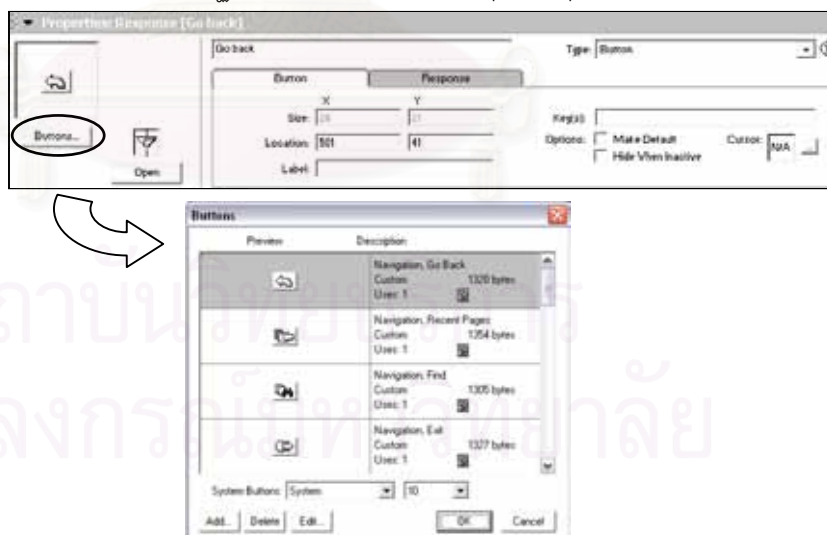 Properties: Response [Go back]
Go back
Type: Button
Button Response
X Y
Size:
Key(s):
Buttons...
Location: 501 41
Options: Make Default
Cursor: N/A
Hide When Inactive
Label:
Open
Buttons
Preview Description
Navigation, Go Back
Custom 1320 bytes
Uses: 1
Navigation, Recent Pages
Custom 1354 bytes
Uses: 1
Navigation, Find
Custom 1305 bytes
Uses: 1
Navigation, Exit
Custom 1327 bytes
Uses: 1
System Buttons: System 10
Add... Delete Edit... OK Cancel